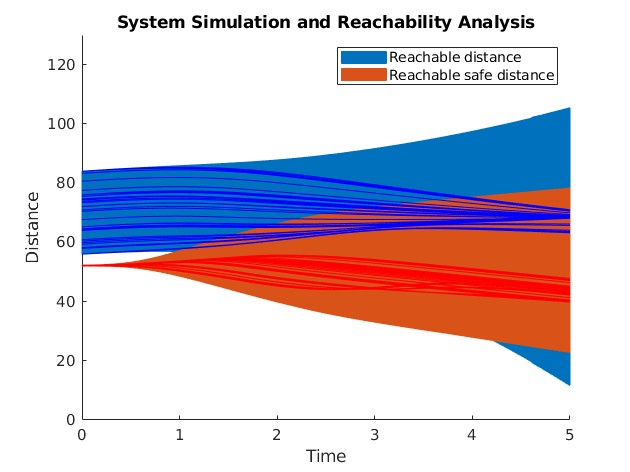 System Simulation and Reachability Analysis
Reachable distance
Reachable safe distance
120
100
80
60
40
20
0
Distance
0 1 2 3 4 5
Time